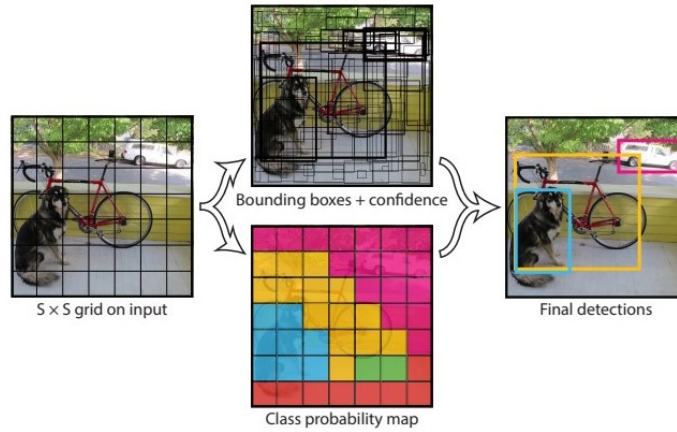 Bounding boxes + confidence
S × S grid on input
Final detections
Class probability map